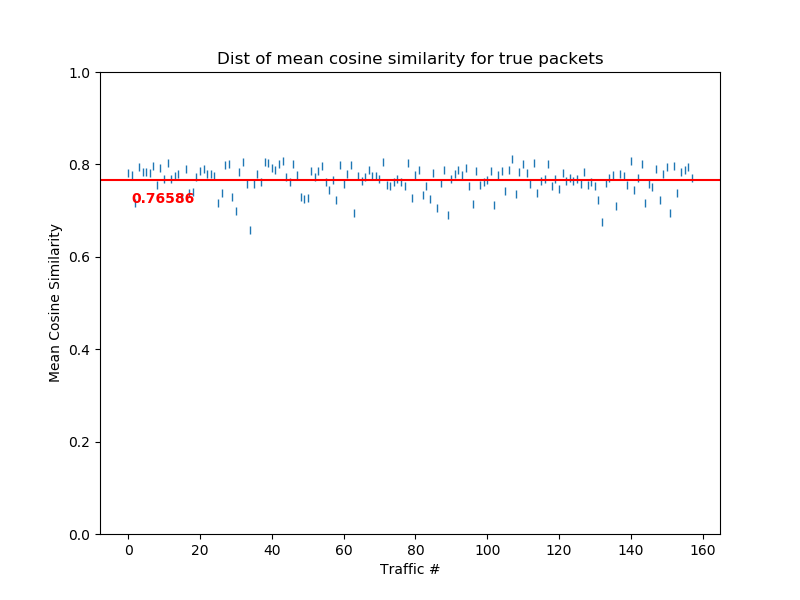 Dist of mean cosine similarity for true packets
1.0
0.8
0.76586
0.6
0.4
0.2
0.0
Mean Cosine Similarity
0 20 40 60 80 100 120 140 160
Traffic #